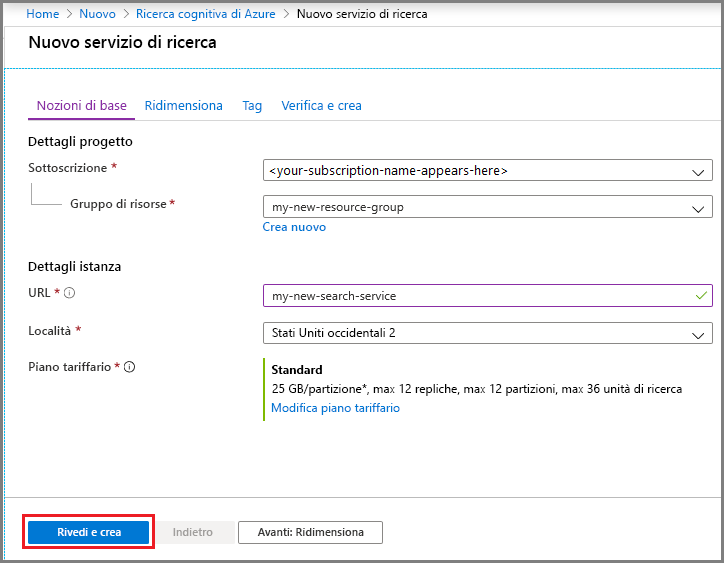 Home > Nuovo > Ricerca cognitiva di Azure > Nuovo servizio di ricerca
Nuovo servizio di ricerca
Nozioni di base Ridimensiona Tag Verifica e crea
Dettagli progetto
Sottoscrizione * <your-subscription-name-appears-here>
Gruppo di risorse * my-new-resource-group
Crea nuovo
Dettagli istanza
URL * my-new-search-service
Località * Stati Uniti occidentali 2
Piano tariffario * Standard
25 GB/partizione*, max 12 repliche, max 12 partizioni, max 36 unità di ricerca
Modifica piano tariffario
Rivedi e crea Indietro Avanti: Ridimensiona